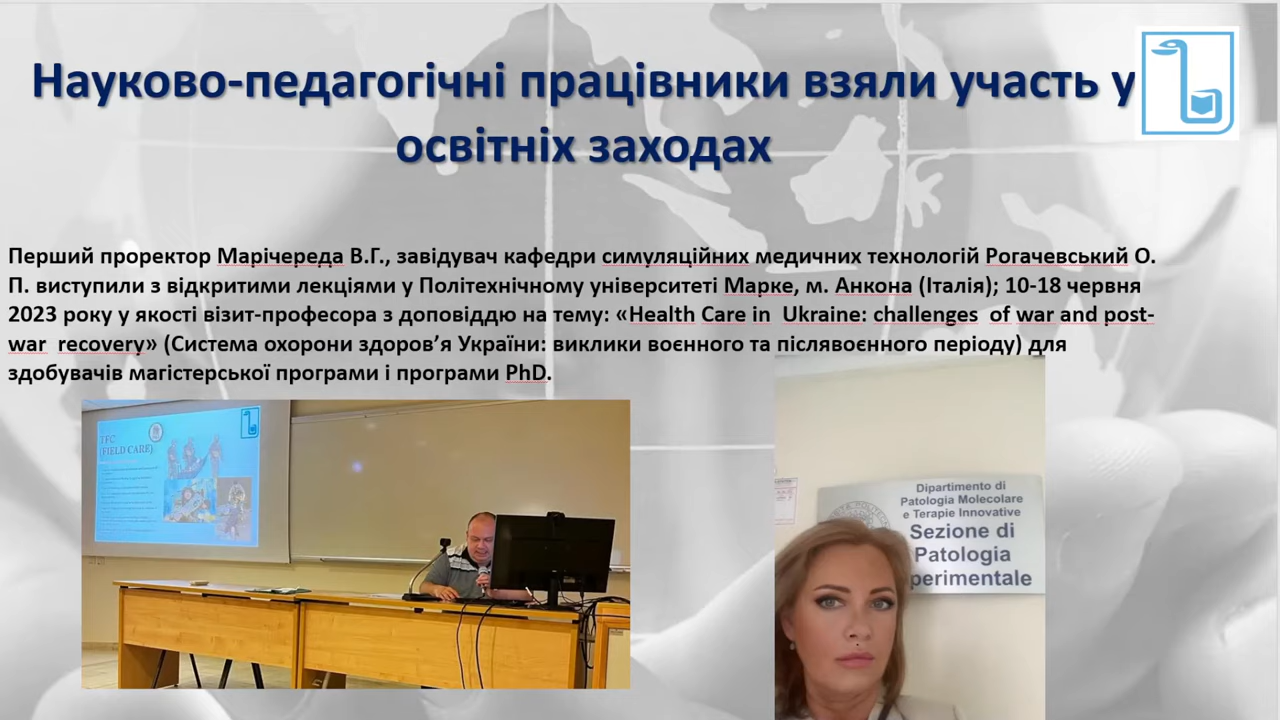 Науково-педагогічні працівники взяли участь у
освітніх заходах
Перший проректор Марічереда В.Г., завідувач кафедри симуляційних медичних технологій Рогачевський О.
П. виступили з відкритими лекціями у Політехнічному університеті Марке, м. Анкона (Італія); 10-18 червня
2023 року у якості візит-професора з доповіддю на тему: «Health Care in  Ukraine: challenges  of war and post-
war  recovery» (Система охорони здоров’я України: виклики воєнного та післявоєнного періоду) для
здобувачів магістерської програми і програми PhD.
TFC
(FIELD CARE)
Dipartimento di
Patologia Molecolare
e Terapie Innovative
Sezione di
Patologia
perimentale